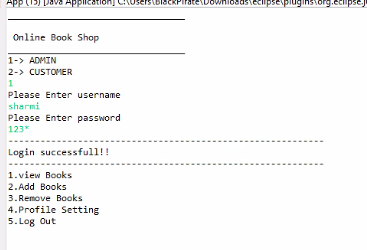 App (15) [Java Application] C:\Users\BlackPirate\Downloads\eclipse\plugins\org.eclipse.j
Online Book Shop
1-> ADMIN
2-> CUSTOMER
1
Please Enter username
sharmi
Please Enter password
123*
Login successfull!!
1.view Books
2.Add Books
3.Remove Books
4.Profile Setting
5.Log Out